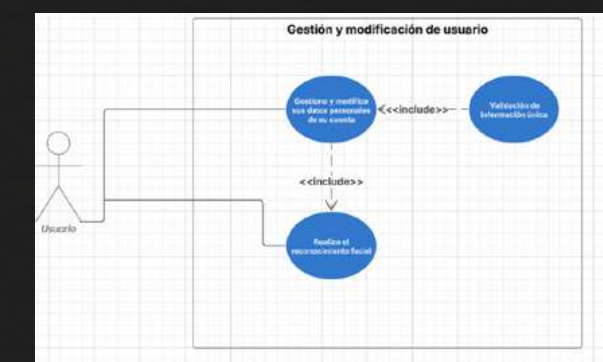 Gestión y modificación de usuario
Gestiona y modifica
sus datos personales
de su cuenta
<<include>>
Validación de
información única
<<include>>
Usuario
Realiza el
reconocimiento facial